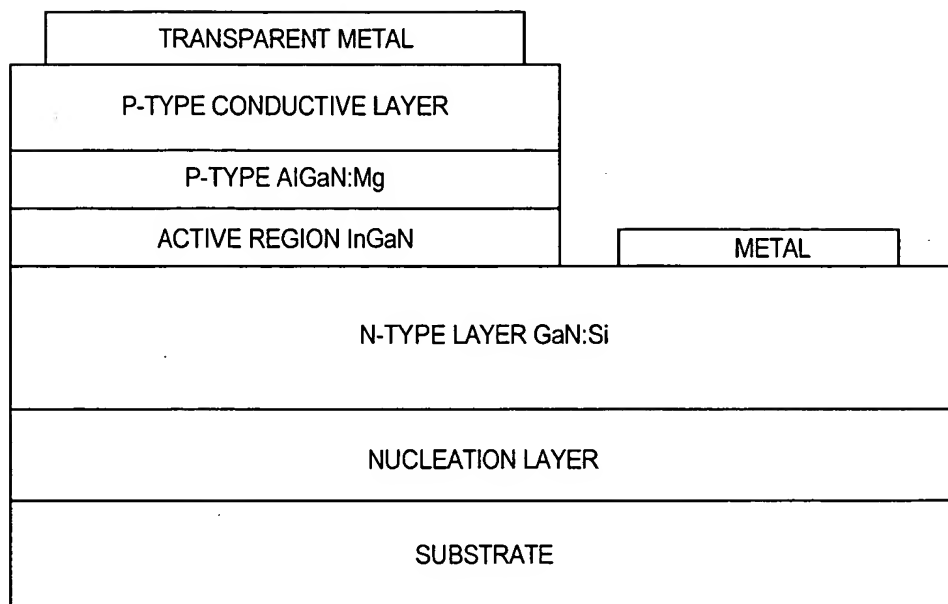 TRANSPARENT METAL
P-TYPE CONDUCTIVE LAYER
P-TYPE AlGaN:Mg
ACTIVE REGION InGaN
METAL
N-TYPE LAYER GaN:Si
NUCLEATION LAYER
SUBSTRATE